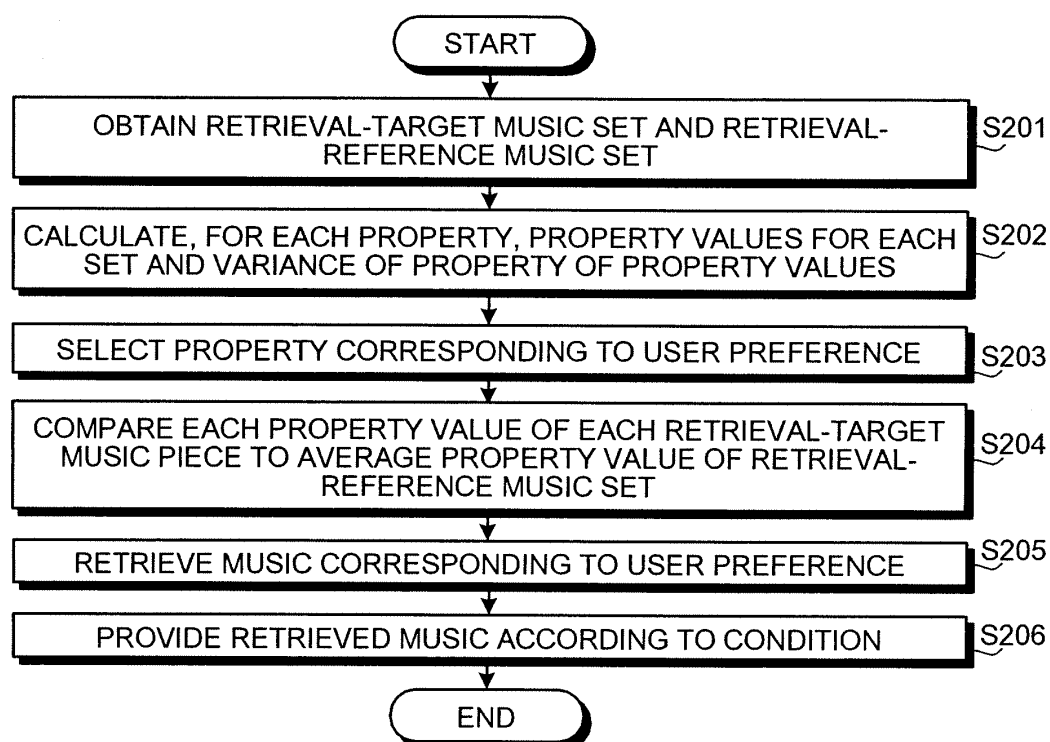 START
OBTAIN RETRIEVAL-TARGET MUSIC SET AND RETRIEVAL-
REFERENCE MUSIC SET
S201
CALCULATE, FOR EACH PROPERTY, PROPERTY VALUES FOR EACH
SET AND VARIANCE OF PROPERTY OF PROPERTY VALUES
S202
SELECT PROPERTY CORRESPONDING TO USER PREFERENCE
S203
COMPARE EACH PROPERTY VALUE OF EACH RETRIEVAL-TARGET
MUSIC PIECE TO AVERAGE PROPERTY VALUE OF RETRIEVAL-
REFERENCE MUSIC SET
S204
RETRIEVE MUSIC CORRESPONDING TO USER PREFERENCE
S205
PROVIDE RETRIEVED MUSIC ACCORDING TO CONDITION
S206
END